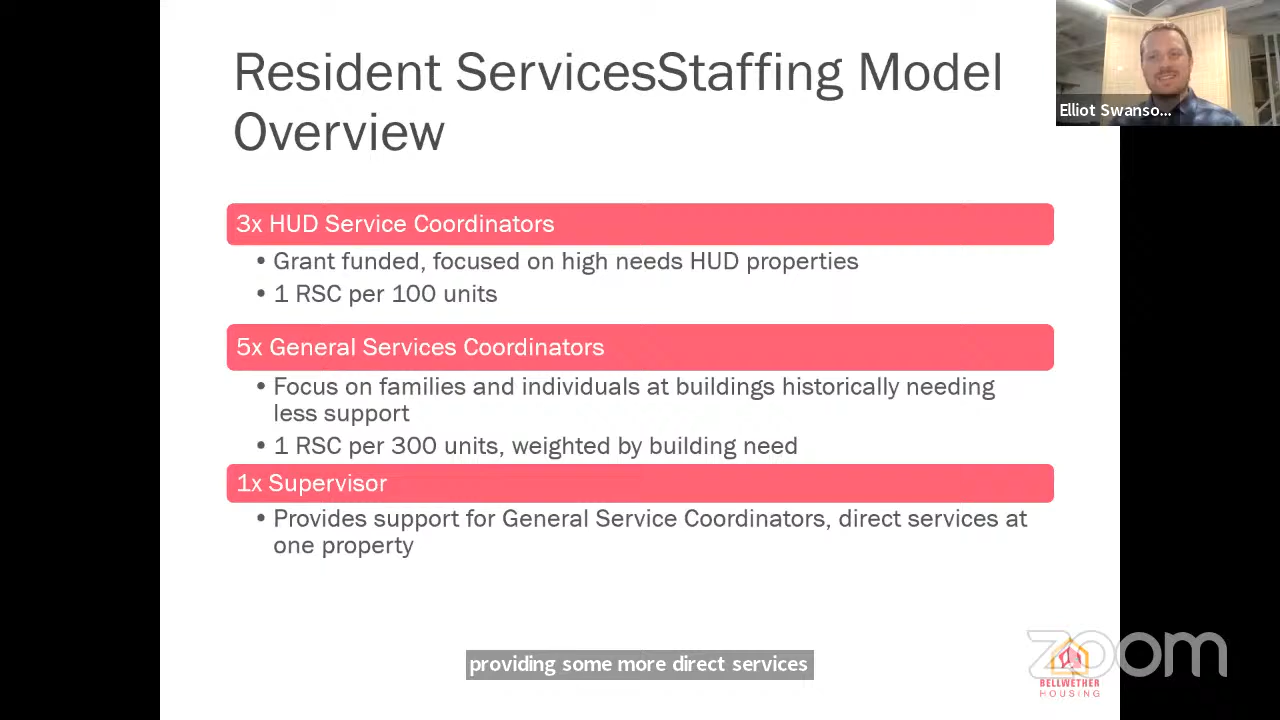 Resident ServicesStaffing Model
Overview
Elliot Swanso...
3x HUD Service Coordinators
• Grant funded, focused on high needs HUD properties
• 1 RSC per 100 units
5x General Services Coordinators
• Focus on families and individuals at buildings historically needing
less support
• 1 RSC per 300 units, weighted by building need
1x Supervisor
• Provides support for General Service Coordinators, direct services at
one property
providing some more direct services
zoom
BELLWETHER
HOUSING